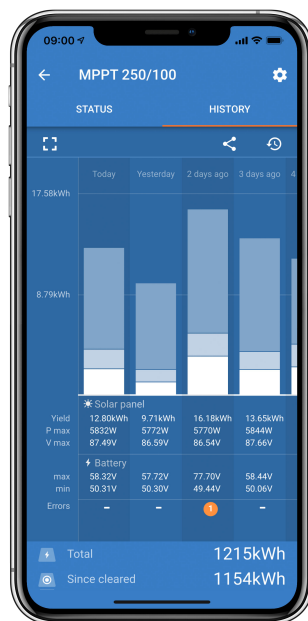 09:00
MPPT 250/100
STATUS HISTORY
Today Yesterday 2 days ago 3 days ago 4
17.58kWh
8.79kWh
Solar panel
Yield 12.80kWh 9.71kWh 16.18kWh 13.65kWh
P max 5832W 5772W 5770W 5844W
V max 87.49V 86.59V 86.54V 87.66V
Battery
max 58.32V 57.72V 77.70V 58.44V
min 50.31V 50.30V 49.44V 50.06V
Errors – – 1 –
Total 1215kWh
Since cleared 1154kWh